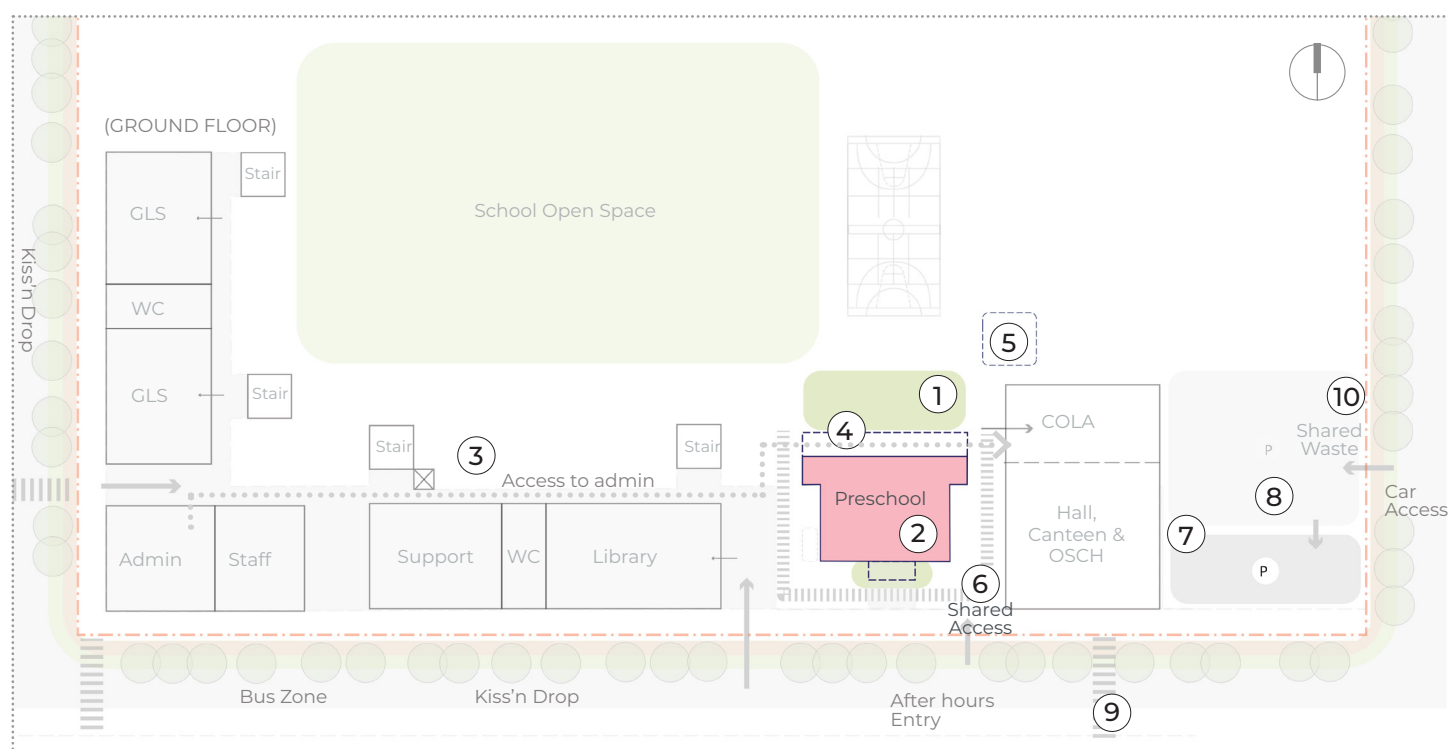 (GROUND FLOOR)
Stair
GLS
School Open Space
Kiss'n Drop
WC
5
GLS
Stair
1
10
COLA
4
Shared
Waste
P
Stair
3
Stair
Access to admin
Preschool
Car
Access
8
Hall,
Canteen &
OSCH
2
7
Admin
Staff
Support
WC
Library
P
6
Shared
Access
Bus Zone
Kiss'n Drop
After hours
Entry
9